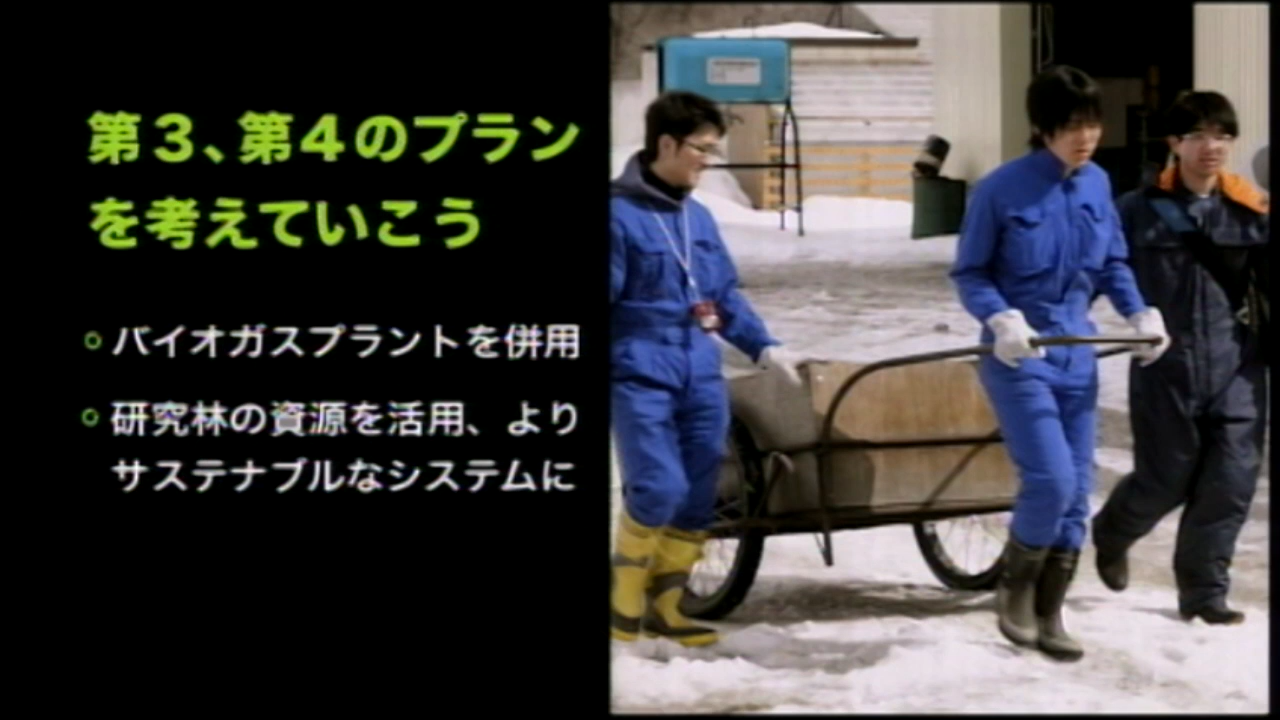 第３、第４のプラン
を考えていこう
バイオガスプラントを併用
研究林の資源を活用、より
サステナブルなシステムに